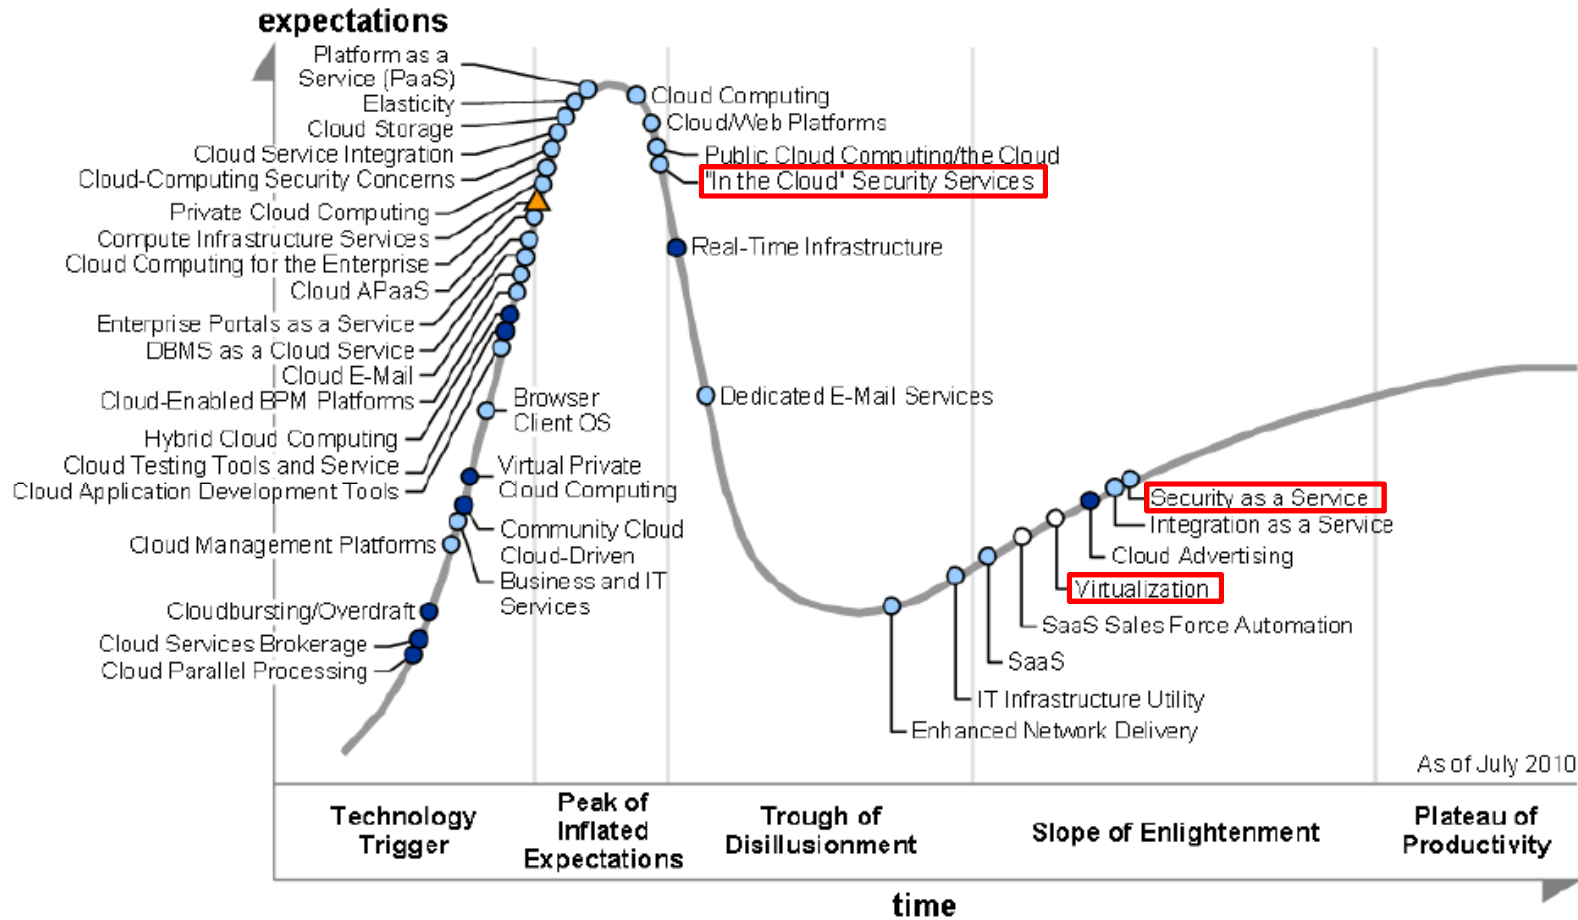 expectations
Platform as a
Service (PaaS)
Elasticity
Cloud Storage
Cloud Service Integration
Cloud-Computing Security Concerns
Private Cloud Computing
Compute Infrastructure Services
Cloud Computing for the Enterprise
Cloud APaaS
Enterprise Portals as a Service
DBMS as a Cloud Service
Cloud E-Mail
Cloud-Enabled BPM Platforms
Hybrid Cloud Computing
Cloud Testing Tools and Service
Cloud Application Development Tools
Cloud Management Platforms
Cloudbursting/Overdraft
Cloud Services Brokerage
Cloud Parallel Processing
Browser
Client OS
Virtual Private
Cloud Computing
Community Cloud
Cloud-Driven
Business and IT
Services
Cloud Computing
Cloud/Web Platforms
Public Cloud Computing/the Cloud
"In the Cloud" Security Services
Real-Time Infrastructure
Dedicated E-Mail Services
Security as a Service
Integration as a Service
Cloud Advertising
Virtualization
SaaS Sales Force Automation
SaaS
IT Infrastructure Utility
Enhanced Network Delivery
As of July 2010
Technology
Trigger
Peak of
Inflated
Expectations
Trough of
Disillusionment
Slope of Enlightenment
Plateau of
Productivity
time